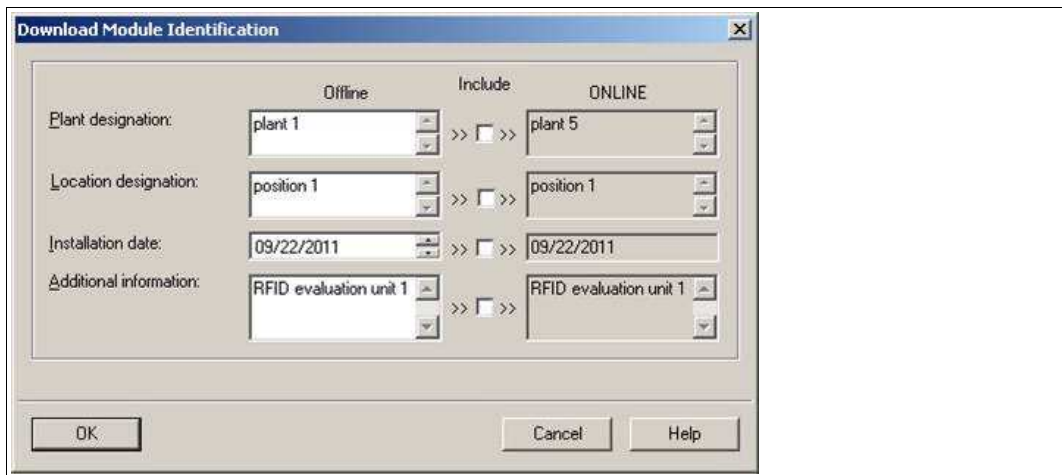 Download Module Identification
Offline Include ONLINE
Plant designation: plant 1 >> >> plant 5
Location designation: position 1 >> >> position 1
Installation date: 09/22/2011 >> >> 09/22/2011
Additional information: RFID evaluation unit 1 >> >> RFID evaluation unit 1
OK Cancel Help